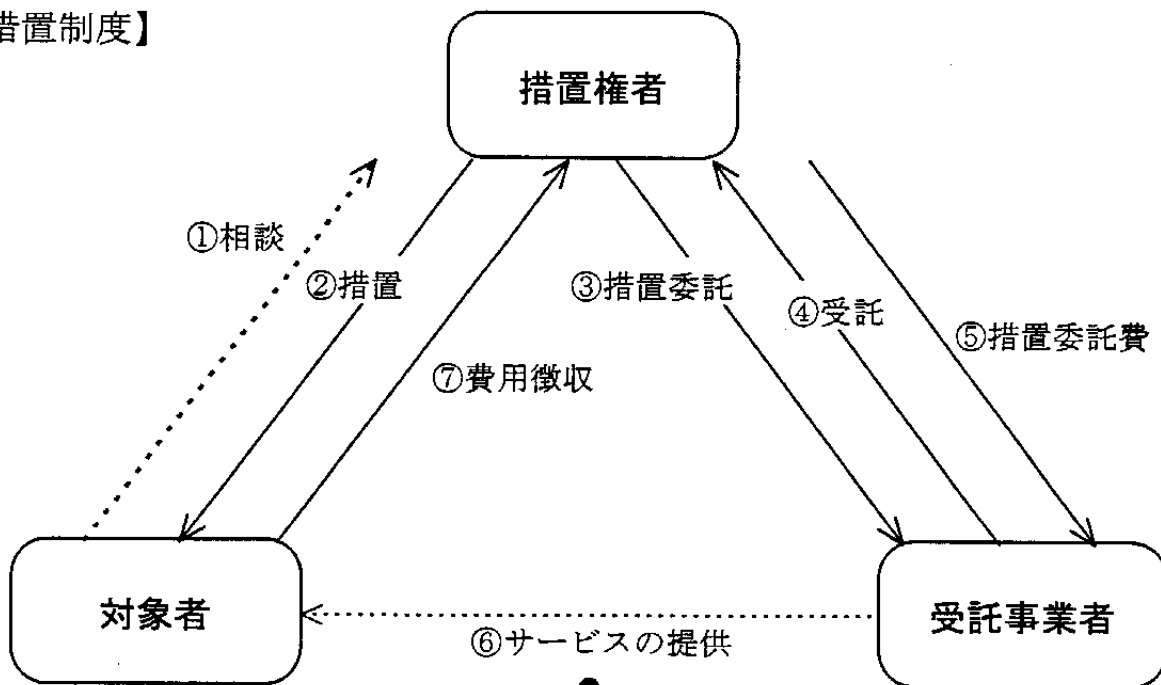 措置制度】
措置権者
①相談
②措置
③措置委託
④受託
⑤措置委託費
⑦費用徴収
対象者
受託事業者
⑥サービスの提供